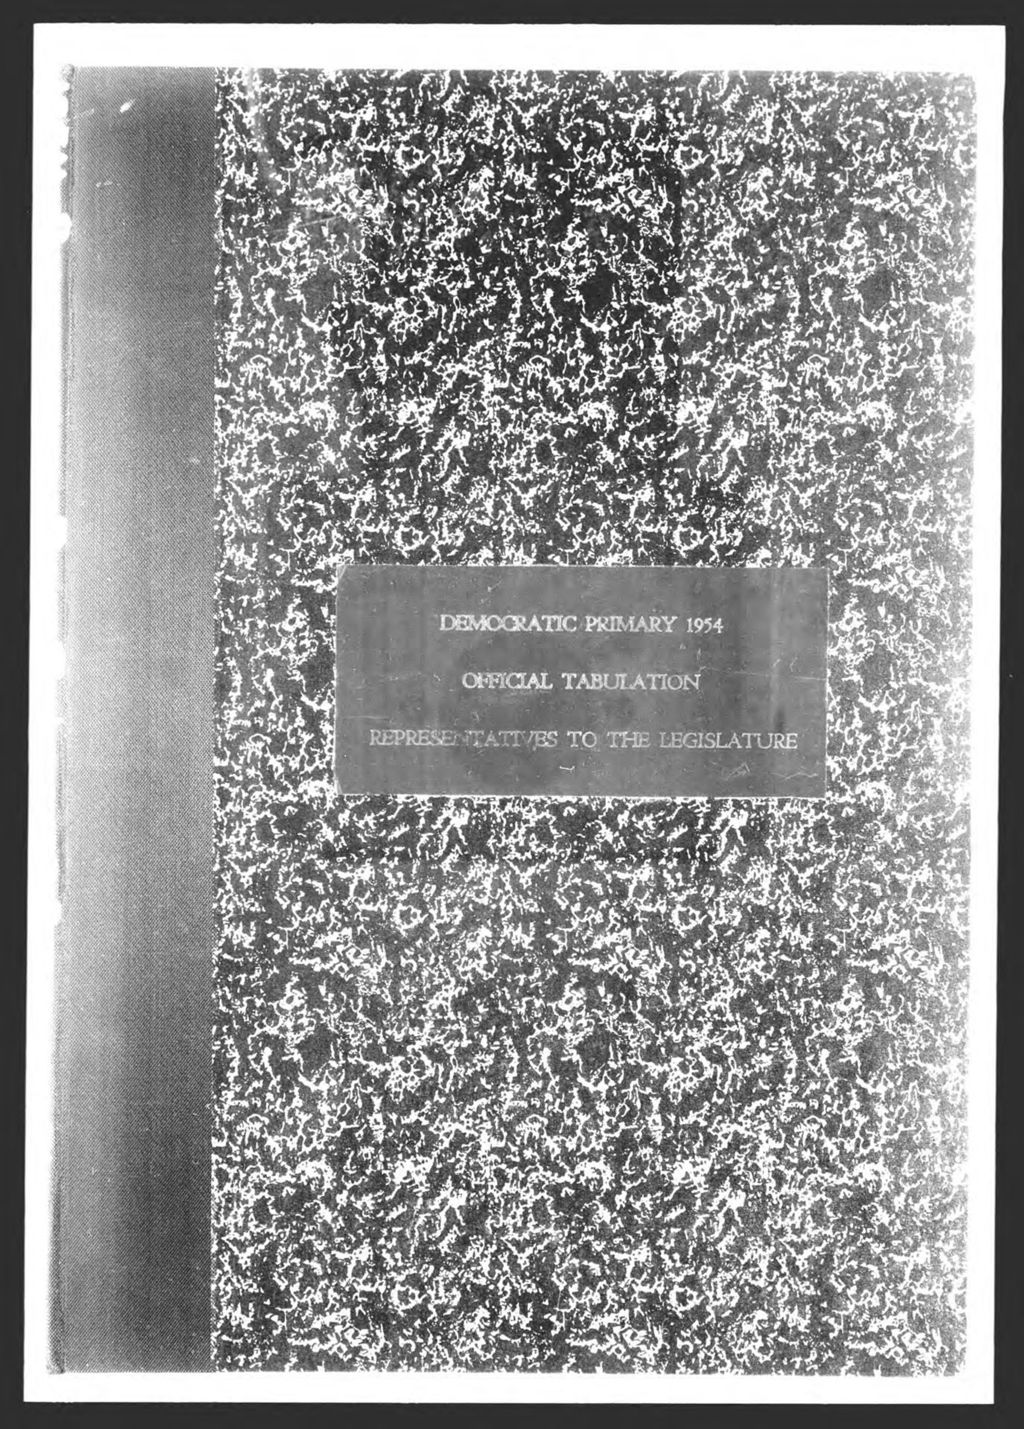 DEMOCRATIC PRIMARY 1954
OFFICIAL TABULATION
REPRESENTATIVES TO THE LEGISLATURE